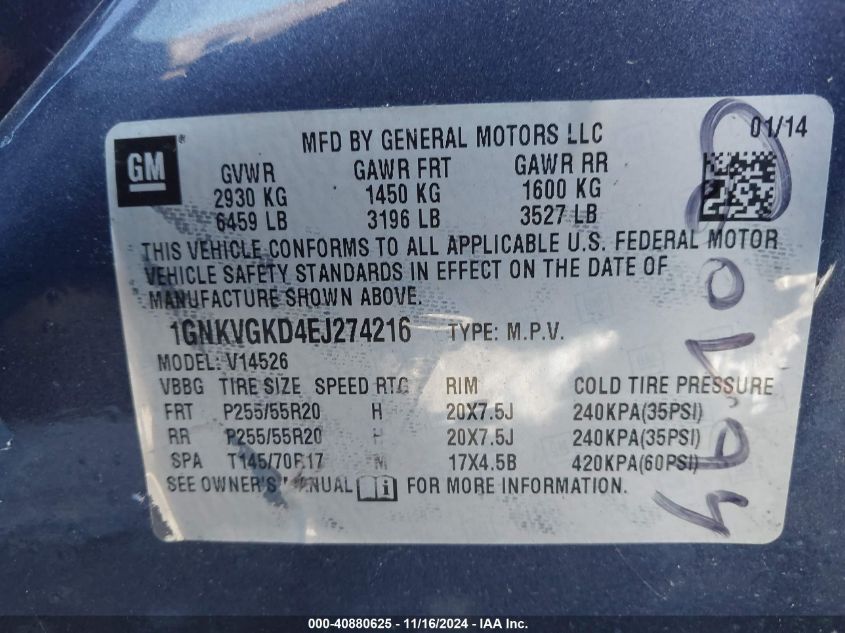 MFD BY GENERAL MOTORS LLC 01/14
GM ®
GVWR GAWR FRT GAWR RR
2930 KG 1450 KG 1600 KG
6459 LB 3196 LB 3527 LB
THIS VEHICLE CONFORMS TO ALL APPLICABLE U.S. FEDERAL MOTOR
VEHICLE SAFETY STANDARDS IN EFFECT ON THE DATE OF
MANUFACTURE SHOWN ABOVE.
1GNKVGKD4EJ274216 TYPE: M.P.V.
MODEL: V14526
VBBG TIRE SIZE SPEED RTG RIM COLD TIRE PRESSURE
FRT P255/55R20 H 20X7.5J 240KPA(35PSI)
RR P255/55R20 H 20X7.5J 240KPA(35PSI)
SPA T145/70R17 M 17X4.5B 420KPA(60PSI)
SEE OWNER'S MANUAL FOR MORE INFORMATION.
000-40880625 - 11/16/2024 - IAA Inc.